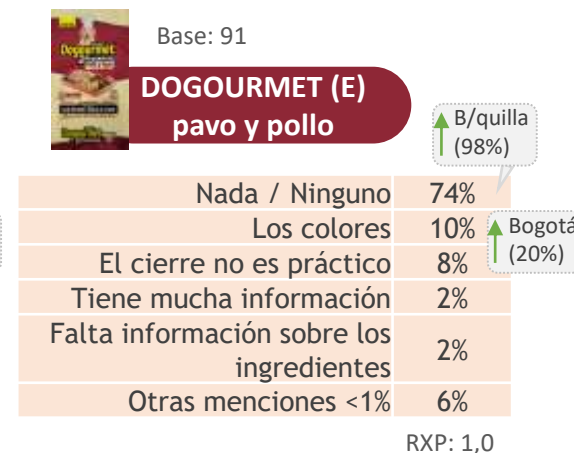 Dogourmet
Base: 91
DOGOURMET (E)
pavo y pollo
B/quilla
(98%)
Nada / Ninguno 74%
Los colores 10%
Bogotá
(20%)
El cierre no es práctico 8%
Tiene mucha información 2%
Falta información sobre los
ingredientes 2%
Otras menciones <1% 6%
RXP: 1,0